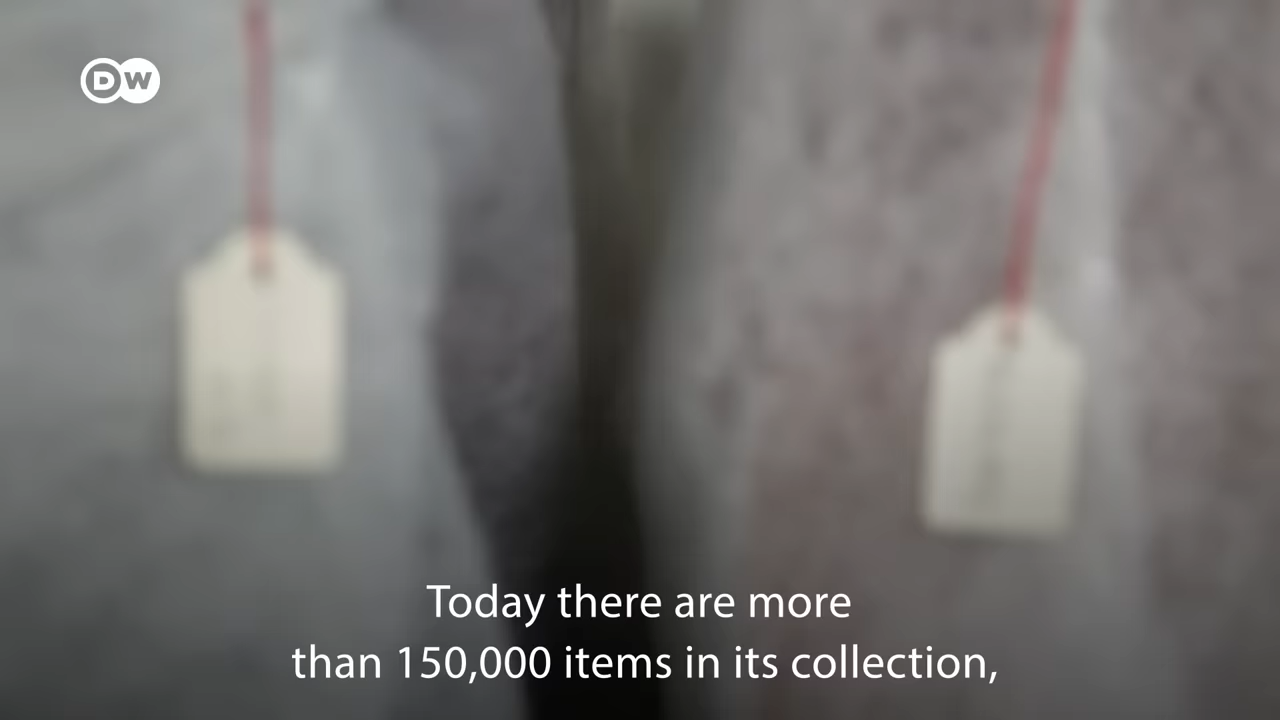 DW
Today there are more
than 150,000 items in its collection,